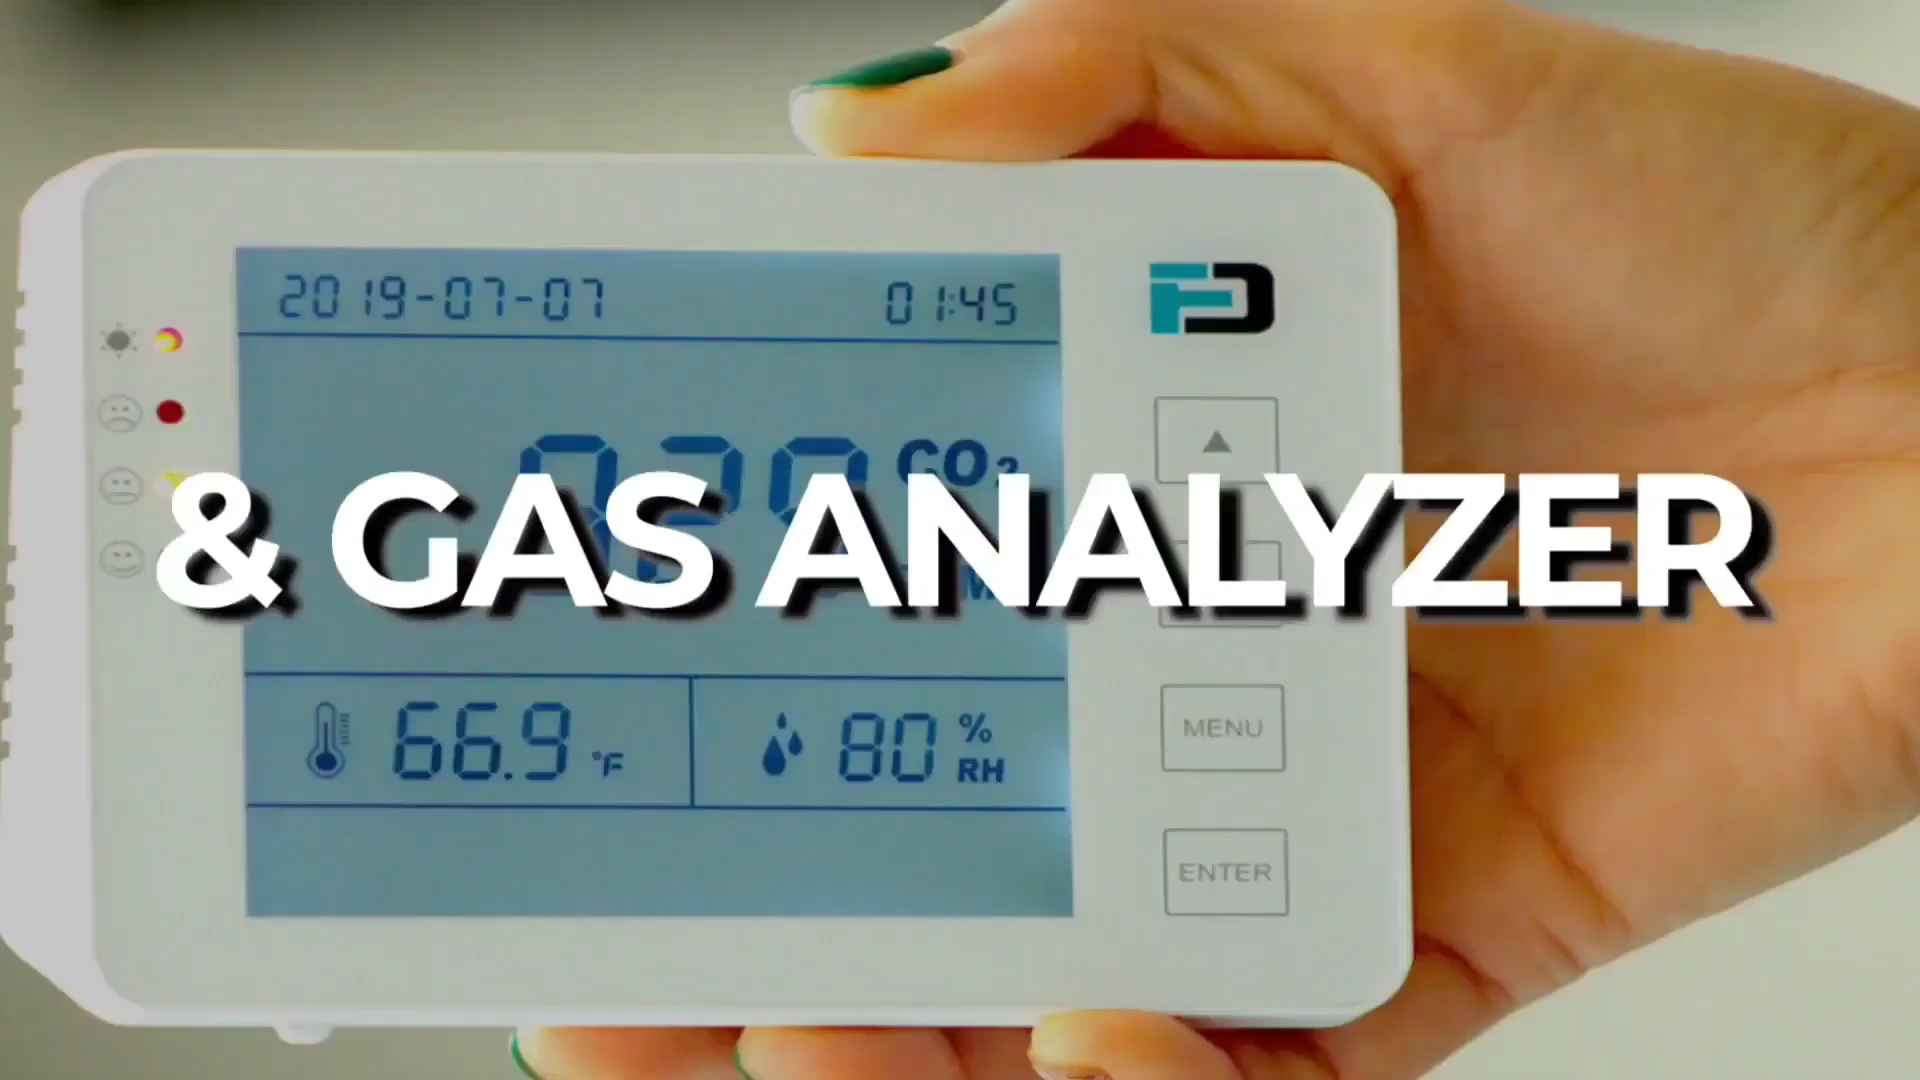 2019-07-07 01:45
CO2
& GAS ANALYZER
66.9 °F 80 % RH
MENU
ENTER